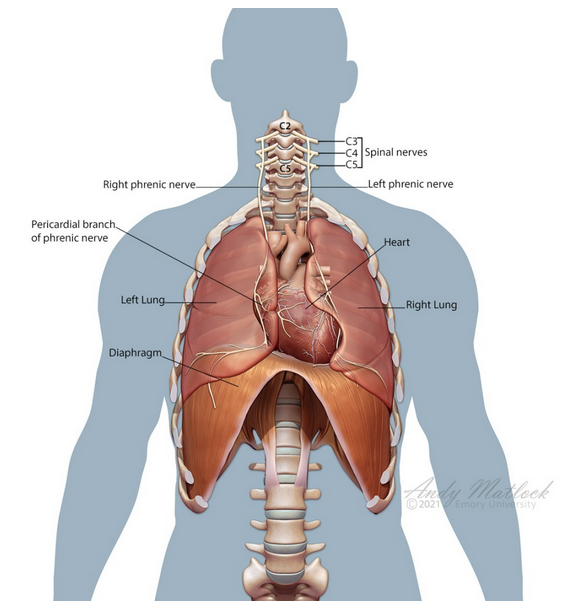 C2
C3
C4
Spinal nerves
C5
C5
Right phrenic nerve
Left phrenic nerve
Pericardial branch
of phrenic nerve
Heart
Left Lung
Right Lung
Diaphragm
Andy Matlock
©2021 Emory University